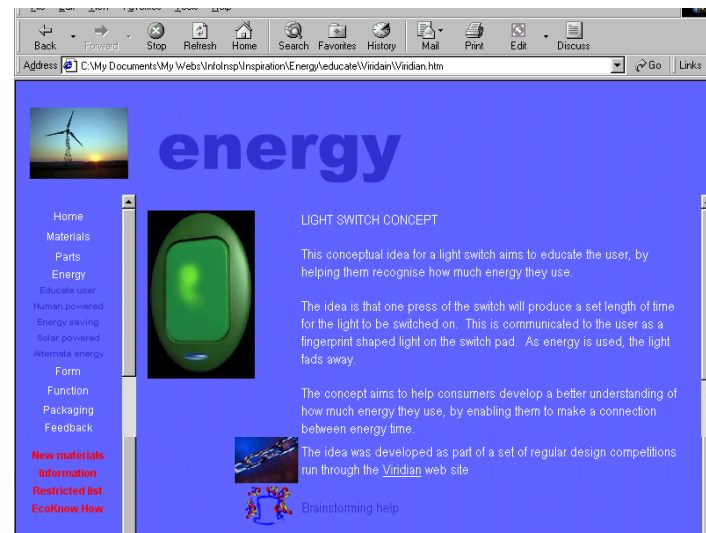 File Edit View Favorites Tools Help
Back Forward Stop Refresh Home Search Favorites History Mail Print Edit Discuss
Address C:\My Documents\My Webs\InfoInsp\Inspiration\Energy\educate\Viridain\Viridian.htm Go Links
energy
Home
Materials
Parts
Energy
Educate user
Human powered
Energy saving
Solar powered
Alternate energy
Form
Function
Packaging
Feedback
New materials
Information
Restricted list
EcoKnow How
LIGHT SWITCH CONCEPT
This conceptual idea for a light switch aims to educate the user, by
helping them recognise how much energy they use.
The idea is that one press of the switch will produce a set length of time
for the light to be switched on. This is communicated to the user as a
fingerprint shaped light on the switch pad. As energy is used, the light
fads away.
The concept aims to help consumers develop a better understanding of
how much energy they use, by enabling them to make a connection
between energy time.
The idea was developed as part of a set of regular design competitions
run through the Viridian web site
Brainstorming help